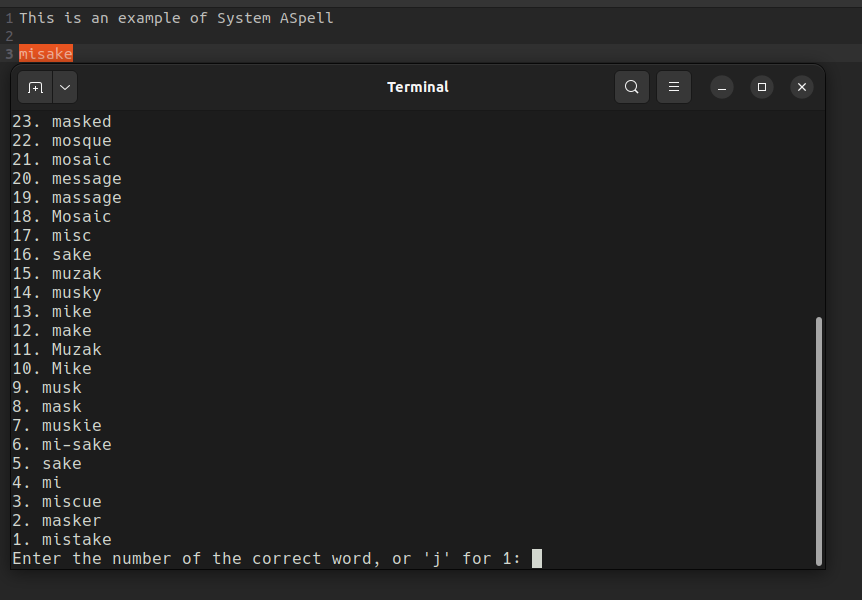 1 This is an example of System ASpell
2
3 misake
Terminal
23. masked
22. mosque
21. mosaic
20. message
19. massage
18. Mosaic
17. misc
16. sake
15. muzak
14. musky
13. mike
12. make
11. Muzak
10. Mike
9. musk
8. mask
7. muskie
6. mi-sake
5. sake
4. mi
3. miscue
2. masker
1. mistake
Enter the number of the correct word, or 'j' for 1: